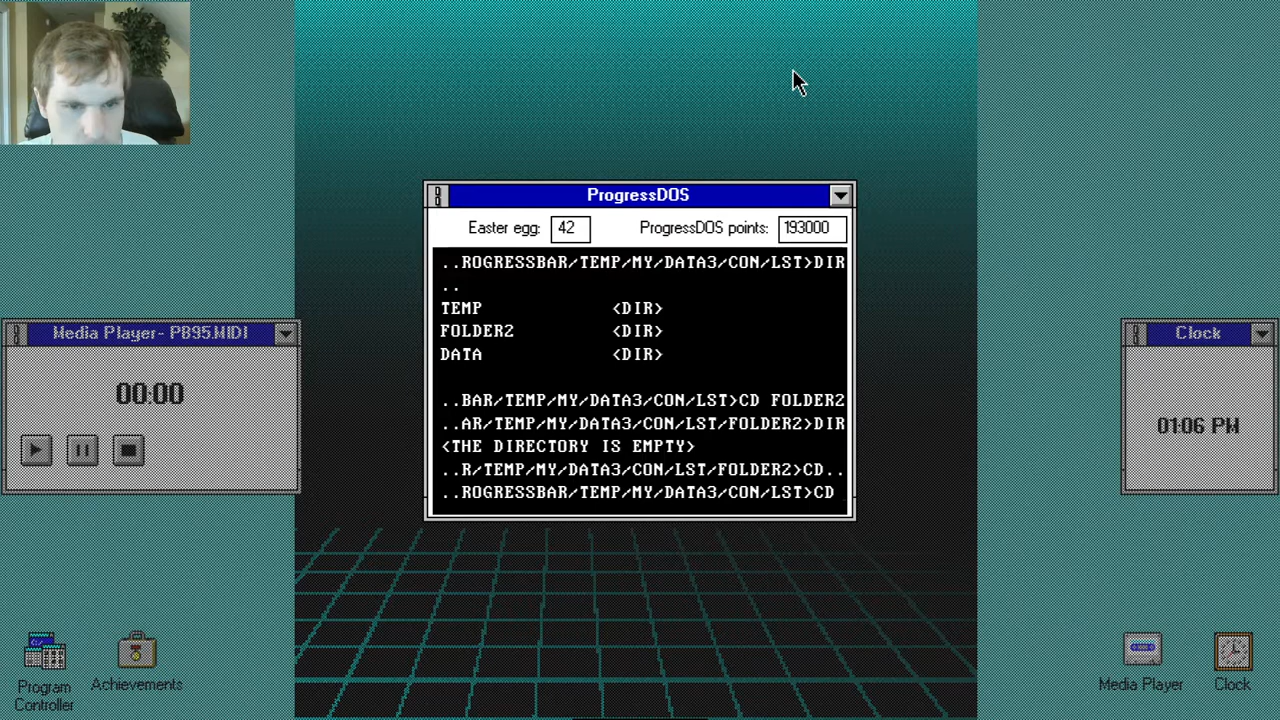 ProgressDOS
Easter egg: 42 ProgressDOS points: 193000
..ROGRESSBAR/TEMP/MY/DATA3/CON/LST>DIR
..
TEMP <DIR>
FOLDER2 <DIR>
DATA <DIR>
..BAR/TEMP/MY/DATA3/CON/LST>CD FOLDER2
..AR/TEMP/MY/DATA3/CON/LST/FOLDER2>DIR
<THE DIRECTORY IS EMPTY>
..R/TEMP/MY/DATA3/CON/LST/FOLDER2>CD..
..ROGRESSBAR/TEMP/MY/DATA3/CON/LST>CD
Media Player- PB95.MIDI
00:00
Clock
01:06 PM
Program Controller
Achievements
Media Player
Clock